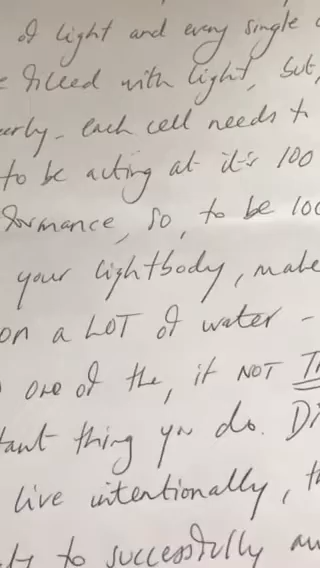 of light and every single
filled with light, but,
Each cell needs to
to be acting at it's 100
so, to be 100
your lightbody, make
on a LOT of water -
one of the, if NOT
thing you do.
live intentionally,
to successfully